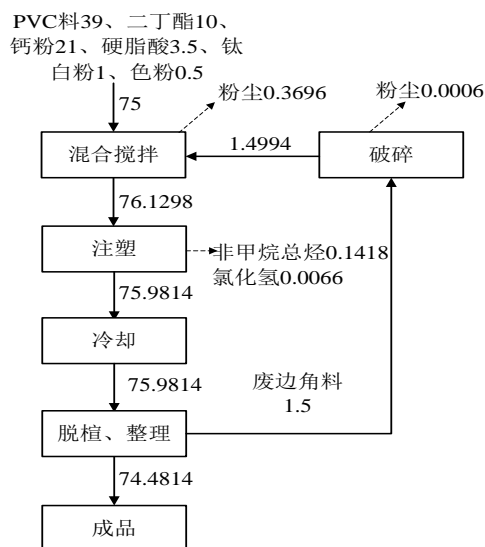 PVC料39、二丁酯10、
钙粉21、硬脂酸3.5、钛
白粉1、色粉0.5
75
粉尘0.3696
粉尘0.0006
混合搅拌
1.4994
破碎
76.1298
注塑
非甲烷总烃0.1418
氯化氢0.0066
75.9814
冷却
75.9814
废边角料
1.5
脱楦、整理
74.4814
成品